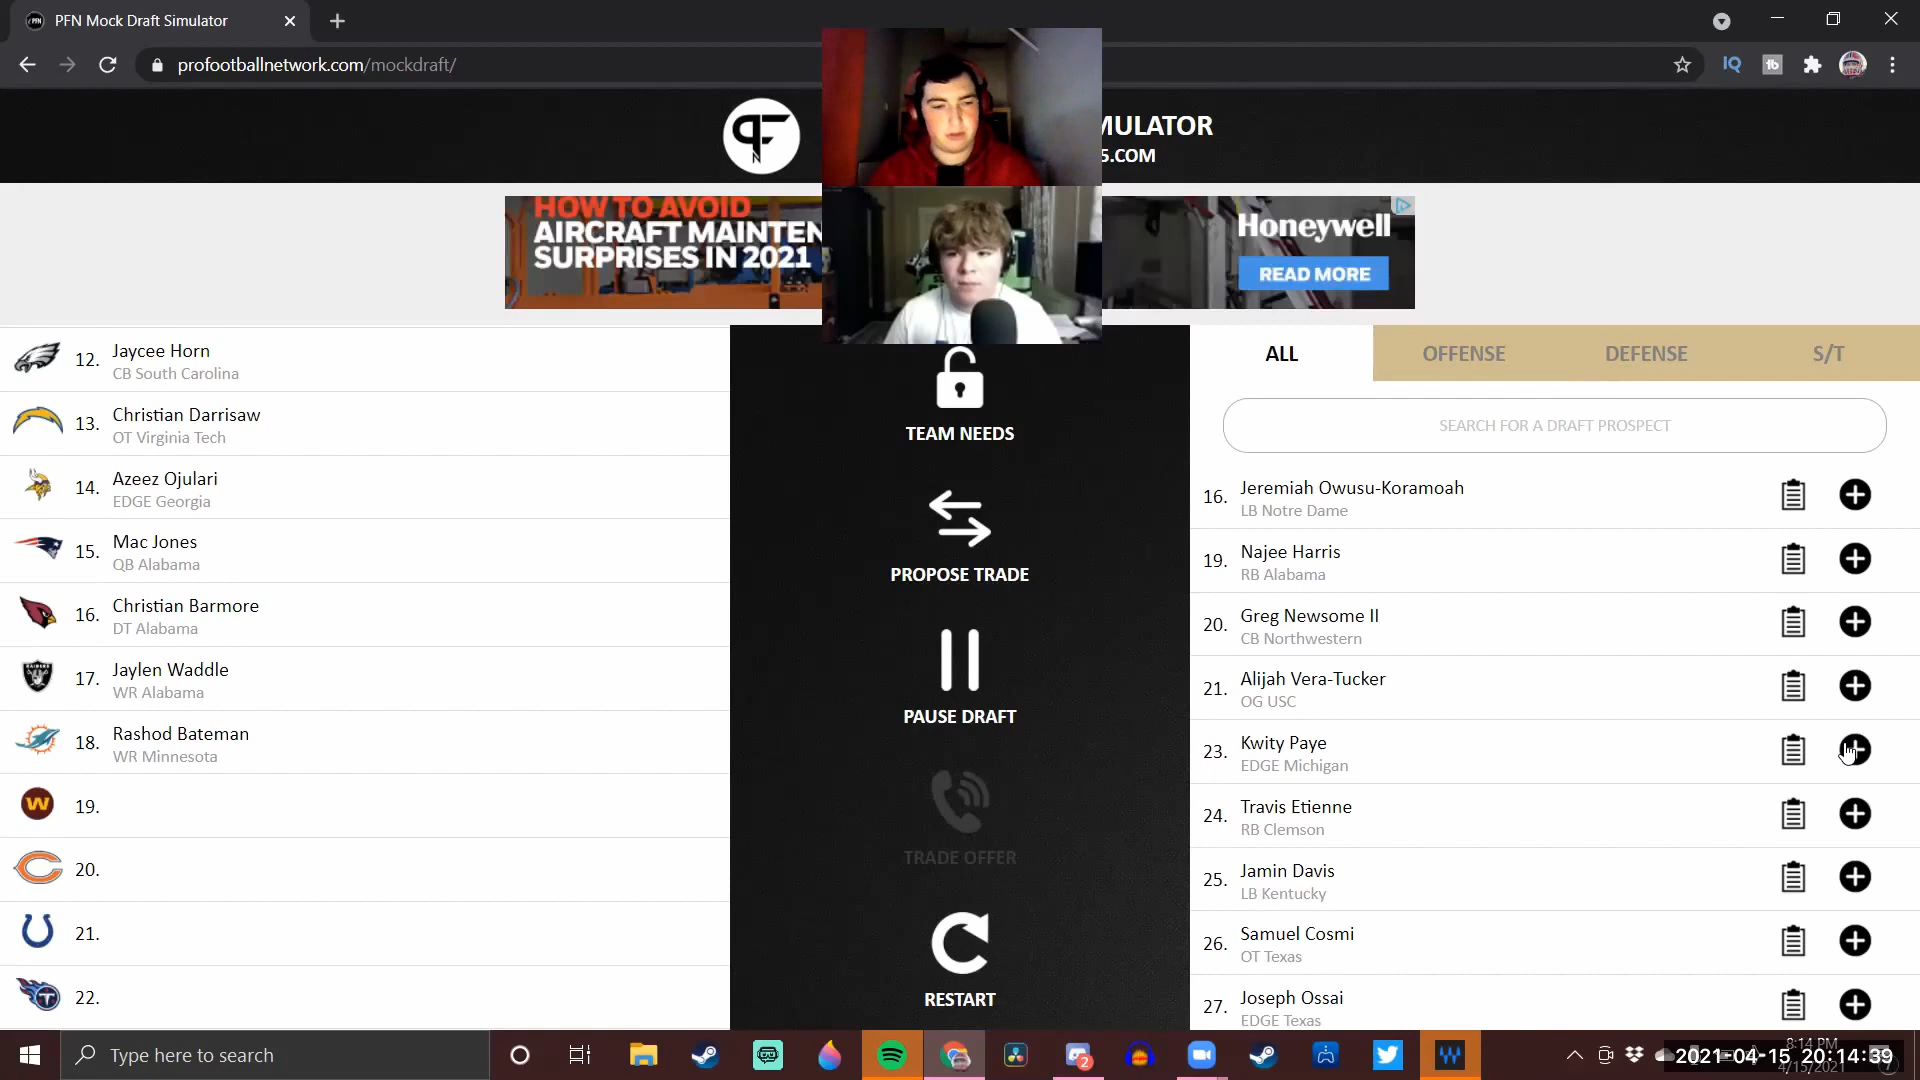 PFN Mock Draft Simulator
profootballnetwork.com/mockdraft/
IQ
MULATOR
S.COM
HOW TO AVOID
AIRCRAFT MAINTEN
SURPRISES IN 2021
Honeywell
READ MORE
12. Jaycee Horn
CB South Carolina
13. Christian Darrisaw
OT Virginia Tech
14. Azeez Ojulari
EDGE Georgia
15. Mac Jones
QB Alabama
16. Christian Barmore
DT Alabama
17. Jaylen Waddle
WR Alabama
18. Rashod Bateman
WR Minnesota
19.
20.
21.
22.
TEAM NEEDS
PROPOSE TRADE
PAUSE DRAFT
TRADE OFFER
RESTART
ALL OFFENSE DEFENSE S/T
SEARCH FOR A DRAFT PROSPECT
16. Jeremiah Owusu-Koramoah
LB Notre Dame
19. Najee Harris
RB Alabama
20. Greg Newsome II
CB Northwestern
21. Alijah Vera-Tucker
OG USC
23. Kwity Paye
EDGE Michigan
24. Travis Etienne
RB Clemson
25. Jamin Davis
LB Kentucky
26. Samuel Cosmi
OT Texas
27. Joseph Ossai
EDGE Texas
Type here to search
8:14 PM
2021-04-15 20:14:39
4/15/2021